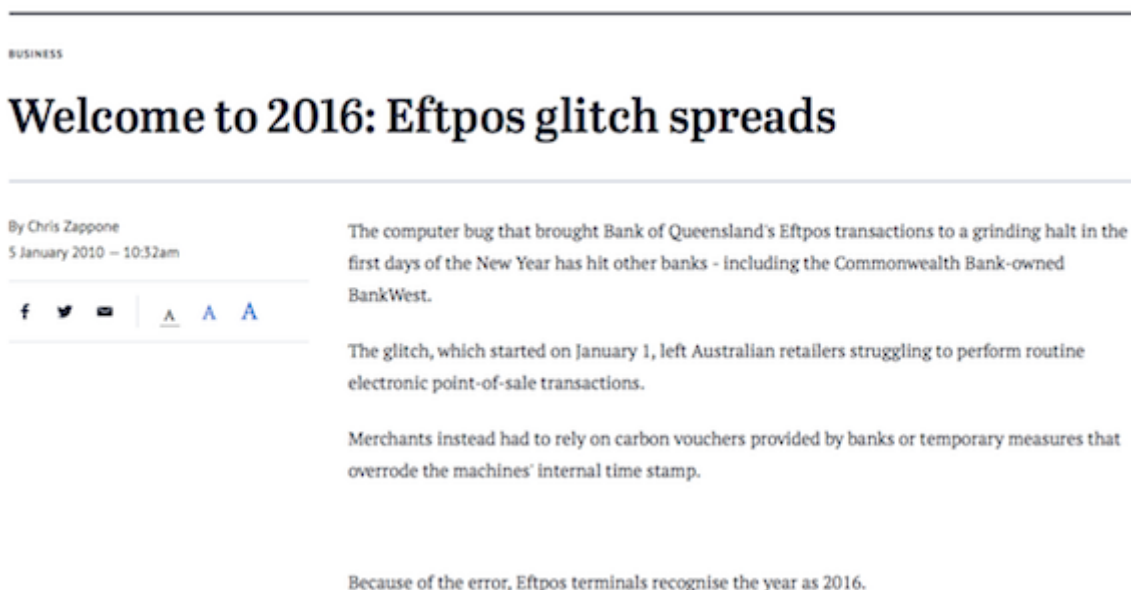 BUSINESS
Welcome to 2016: Eftpos glitch spreads
By Chris Zappone
5 January 2010 — 10:32am
A A A
The computer bug that brought Bank of Queensland's Eftpos transactions to a grinding halt in the
first days of the New Year has hit other banks - including the Commonwealth Bank-owned
BankWest.
The glitch, which started on January 1, left Australian retailers struggling to perform routine
electronic point-of-sale transactions.
Merchants instead had to rely on carbon vouchers provided by banks or temporary measures that
overrode the machines' internal time stamp.
Because of the error, Eftpos terminals recognise the year as 2016.